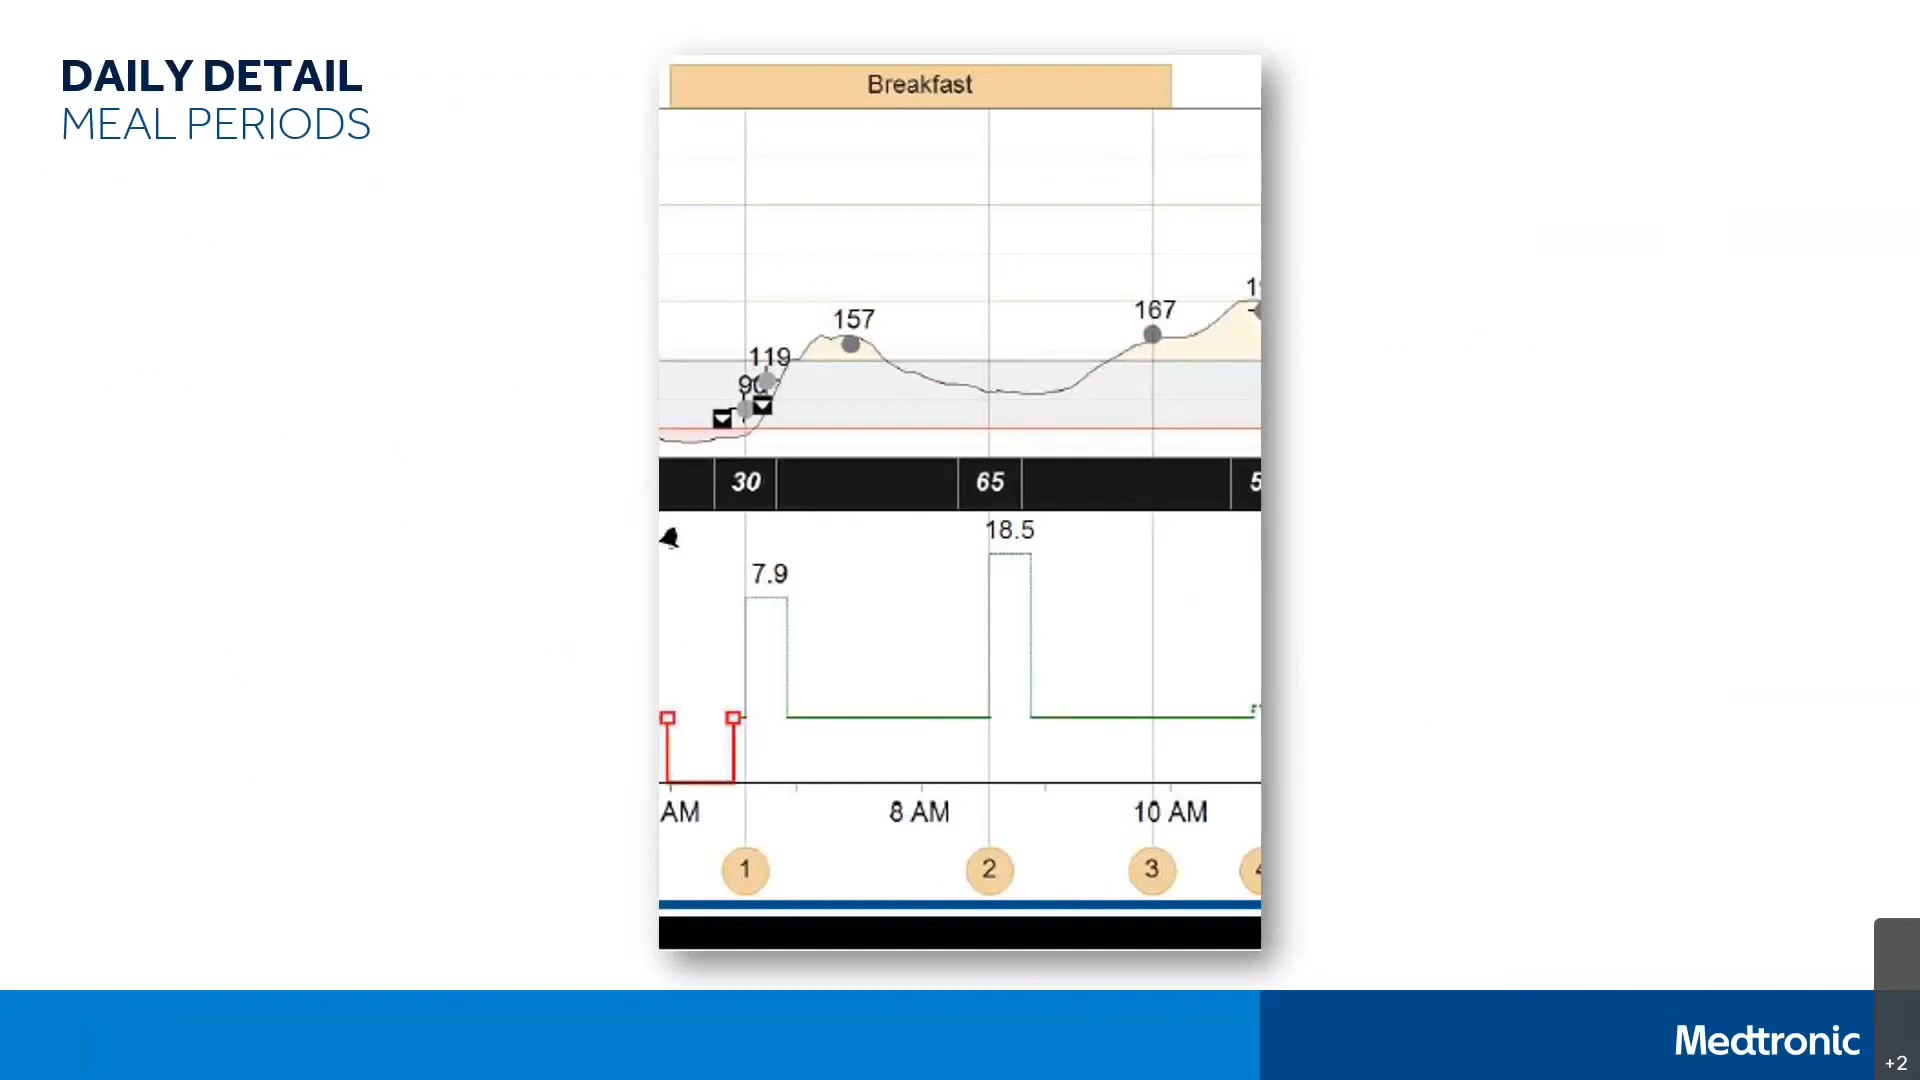 DAILY DETAIL
MEAL PERIODS
Breakfast
157
167
119
30
65
18.5
7.9
AM
8 AM
10 AM
1
2
3
Medtronic
+2